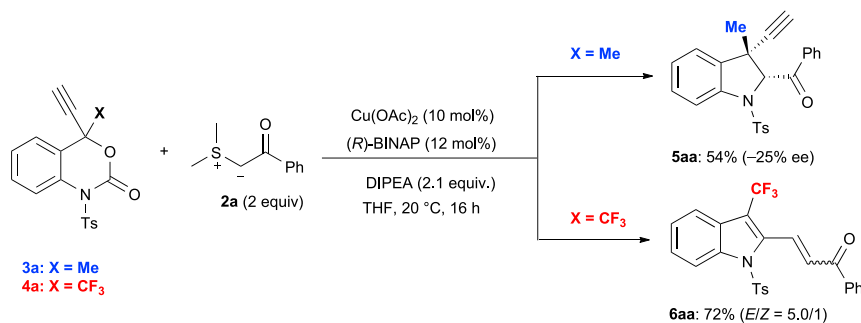 X
O
N
O
Ts
3a: X = Me
4a: X = CF₃
+
S
+
–
O
Ph
2a (2 equiv)
Cu(OAc)₂ (10 mol%)
(R)-BINAP (12 mol%)
DIPEA (2.1 equiv.)
THF, 20 °C, 16 h
X = Me
Me
Ph
N
O
Ts
5aa: 54% (–25% ee)
X = CF₃
CF₃
O
N
Ts
Ph
6aa: 72% (E/Z = 5.0/1)